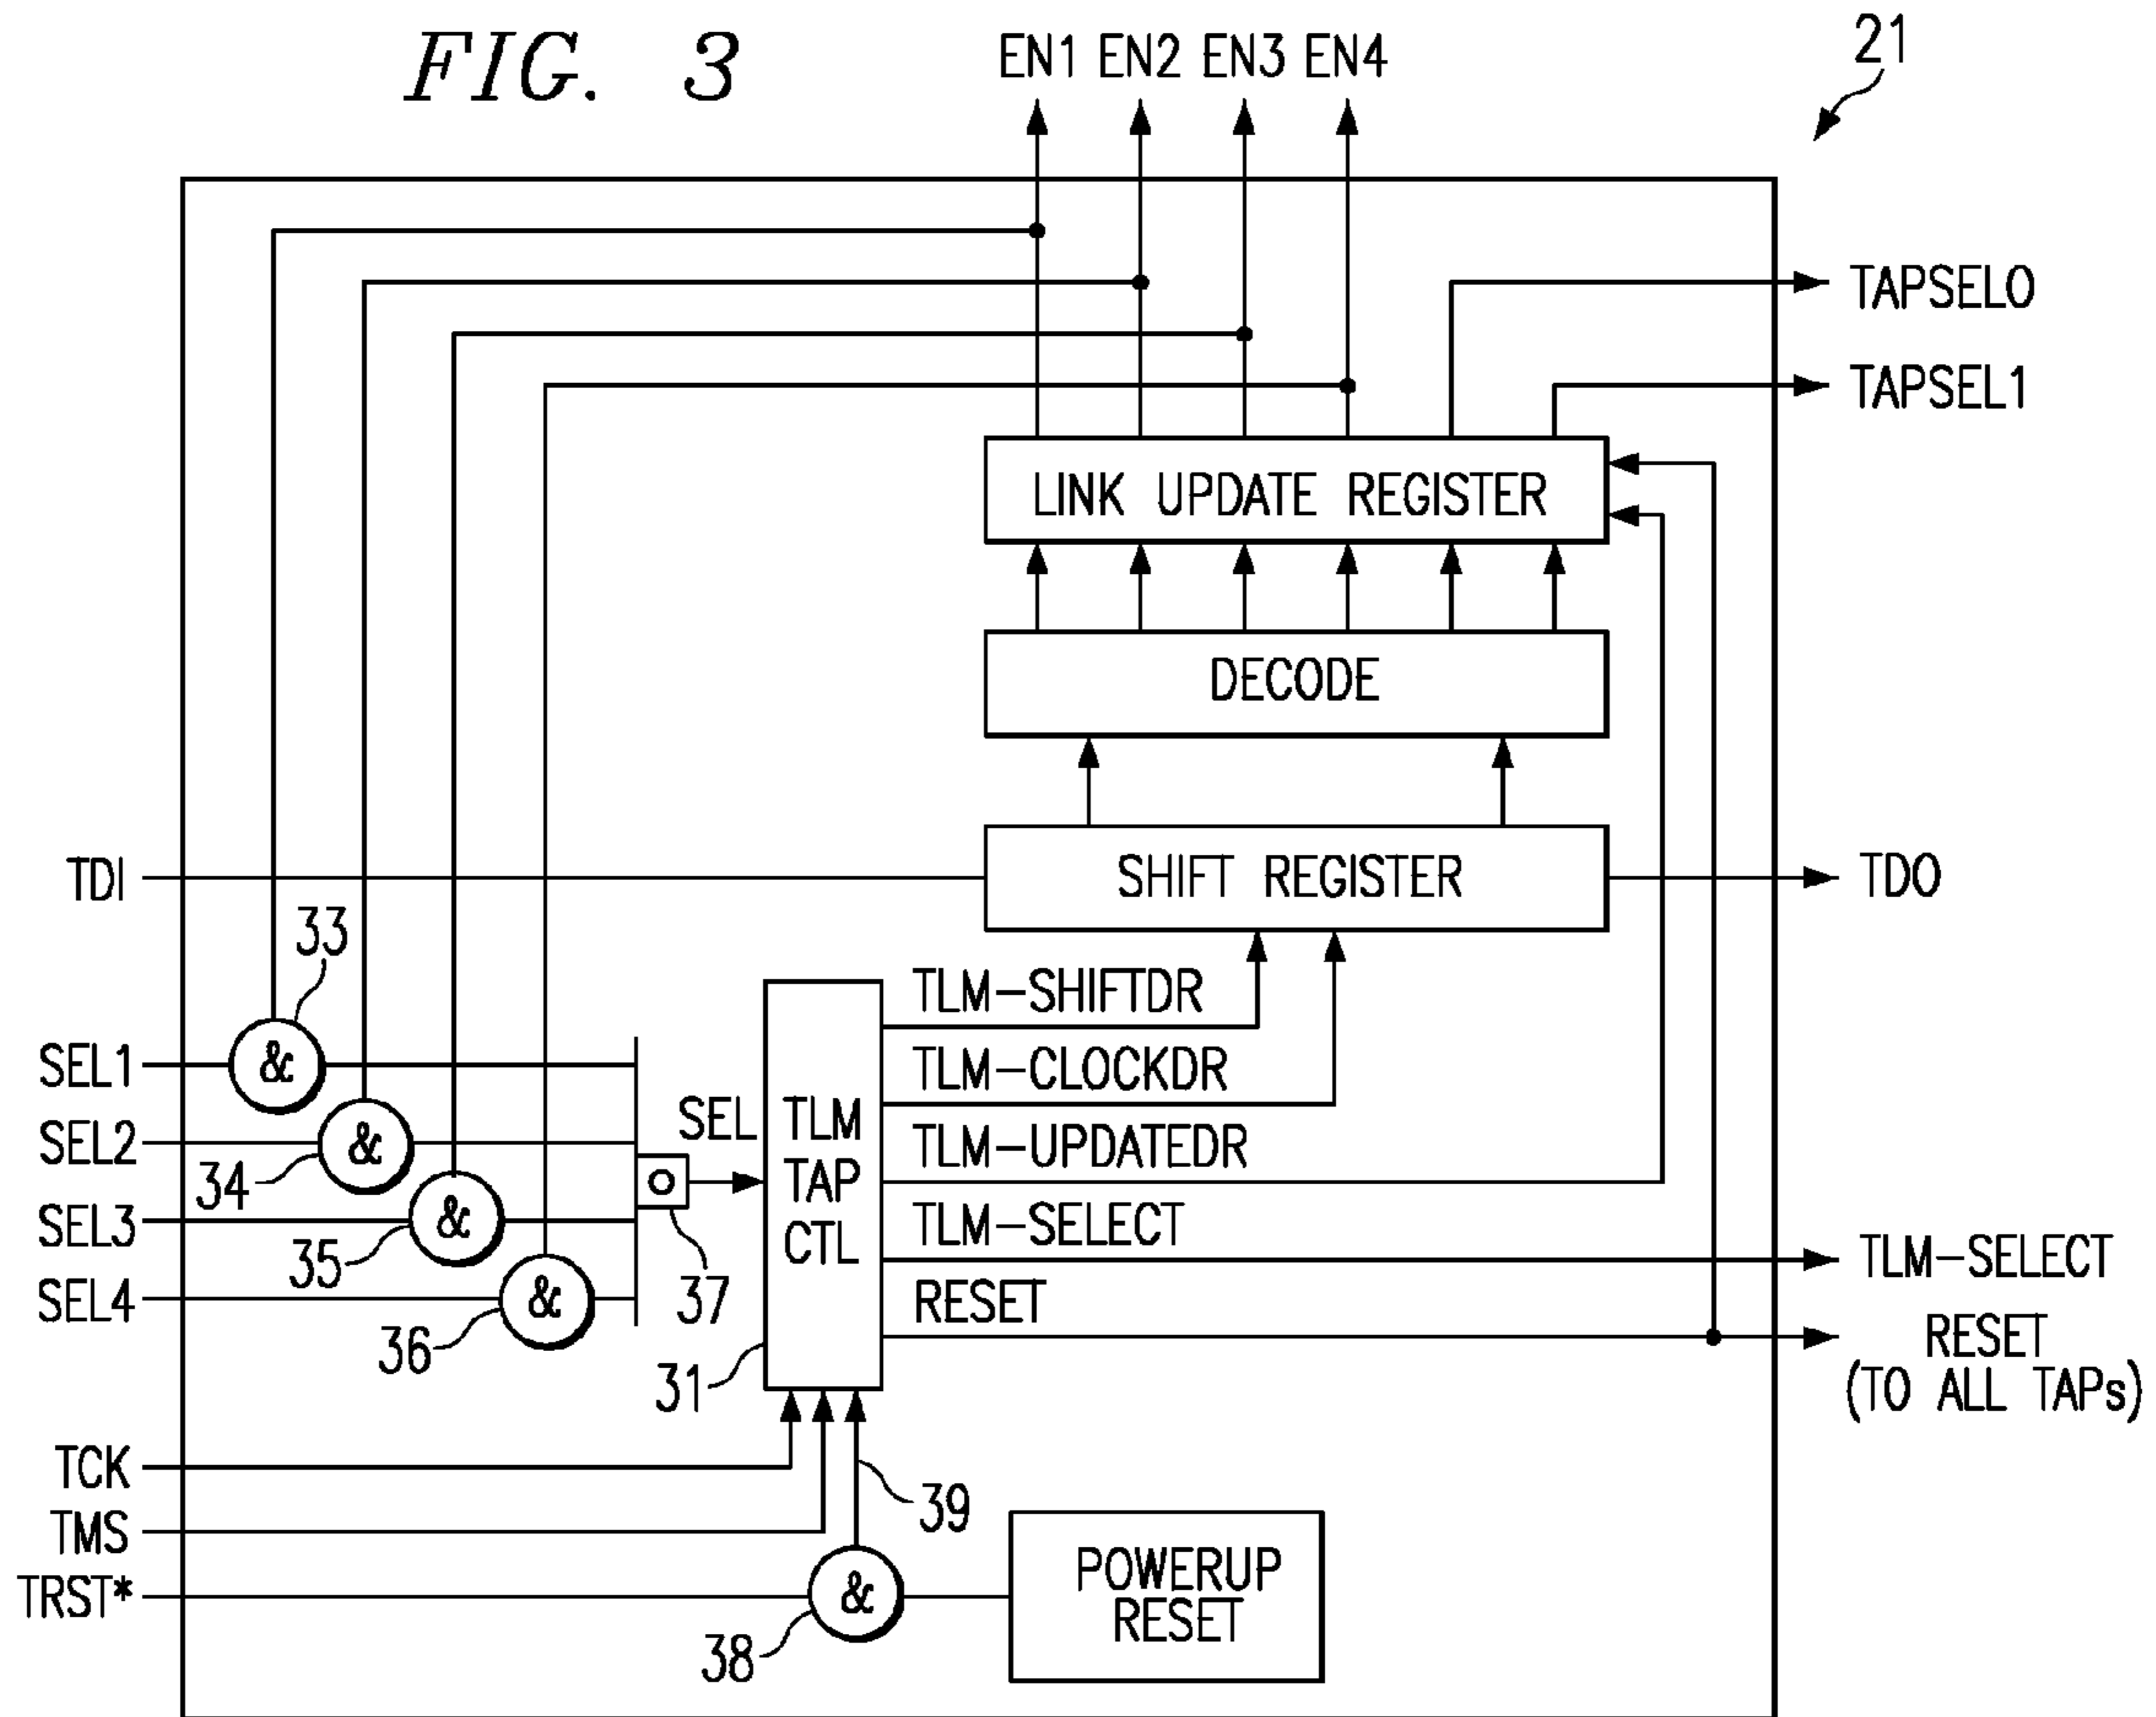 FIG. 3
EN1 EN2 EN3 EN4
21
TAPSEL0
TAPSEL1
LINK UPDATE REGISTER
DECODE
TDI
SHIFT REGISTER
TDO
33
TLM-SHIFTDR
SEL1
&
TLM-CLOCKDR
SEL2
&
34
SEL
TLM
TAP
CTL
TLM-UPDATEDR
SEL3
&
35
37
TLM-SELECT
TLM-SELECT
SEL4
&
36
31
RESET
RESET
(TO ALL TAPs)
TCK
39
TMS
TRST*
&
38
POWERUP
RESET